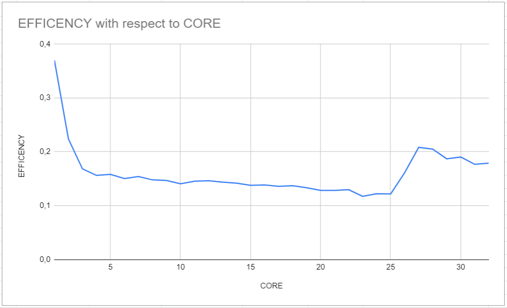 EFFICENCY with respect to CORE
0,4
0,3
0,2
0,1
0,0
EFFICENCY
5 10 15 20 25 30
CORE